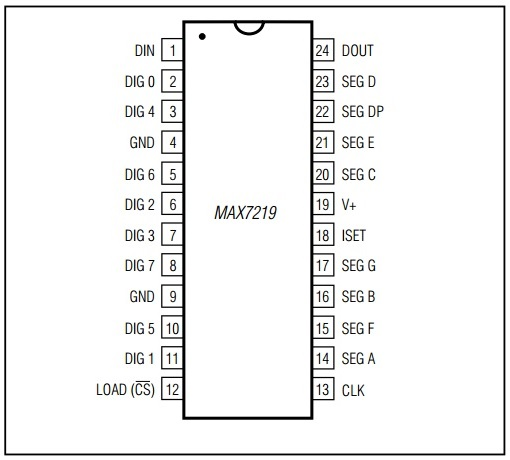 DIN 1 24 DOUT
DIG 0 2 23 SEG D
DIG 4 3 22 SEG DP
GND 4 21 SEG E
DIG 6 5 20 SEG C
DIG 2 6 19 V+
MAX7219
DIG 3 7 18 ISET
DIG 7 8 17 SEG G
GND 9 16 SEG B
DIG 5 10 15 SEG F
DIG 1 11 14 SEG A
LOAD (C̅S̅) 12 13 CLK